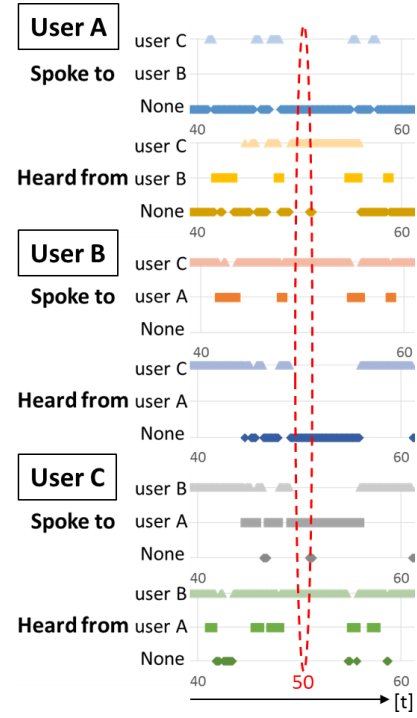 User A
user C
Spoke to user B
None
40 60
user C
Heard from user B
None
40 60
User B
user C
Spoke to user A
None
40 60
user C
Heard from user A
None
40 60
User C
user B
Spoke to user A
None
40 60
user B
Heard from user A
None
40 50 60
[t]